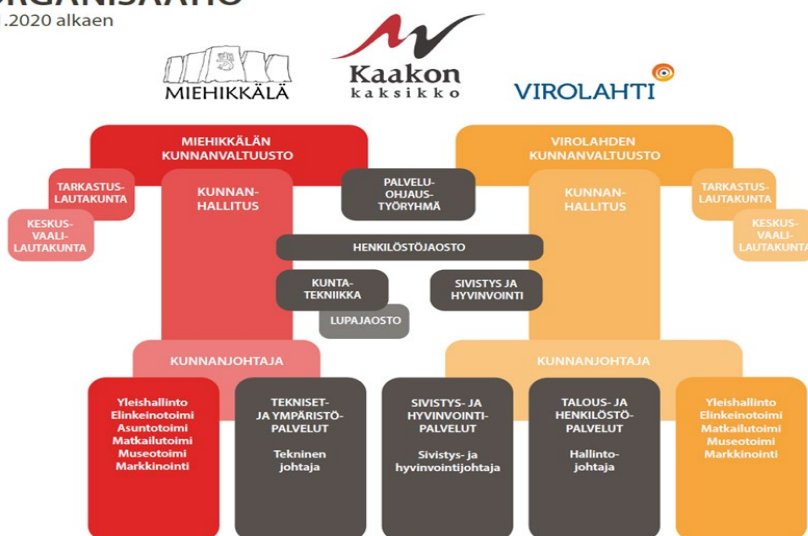 1.2020 alkaen
MIEHIKKÄLÄ
Kaakon
kaksikko
VIROLAHTI
MIEHIKKÄLÄN
KUNNANVALTUUSTO
VIROLAHDEN
KUNNANVALTUUSTO
TARKASTUS-
LAUTAKUNTA
KESKUS-
VAALI-
LAUTAKUNTA
KUNNAN-
HALLITUS
PALVELU-
OHJAUS-
TYÖRYHMÄ
KUNNAN-
HALLITUS
TARKASTUS-
LAUTAKUNTA
KESKUS-
VAALI-
LAUTAKUNTA
HENKILÖSTÖJAOSTO
KUNTA-
TEKNIIKKA
SIVISTYS JA
HYVINVOINTI
LUPAJAOSTO
KUNNANJOHTAJA
KUNNANJOHTAJA
Yleishallinto
Elinkeinotoimi
Asuntotoimi
Matkailutoimi
Museotoimi
Markkinointi
TEKNISET-
JA YMPÄRISTÖ-
PALVELUT
Tekninen
johtaja
SIVISTYS- JA
HYVINVOINTI-
PALVELUT
Sivistys- ja
hyvinvointijohtaja
TALOUS- JA
HENKILÖSTÖ-
PALVELUT
Hallinto-
johtaja
Yleishallinto
Elinkeinotoimi
Matkailutoimi
Museotoimi
Markkinointi